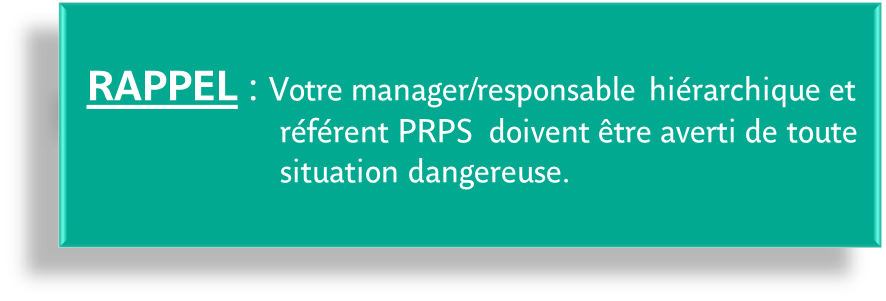 RAPPEL : Votre manager/responsable hiérarchique et
référent PRPS doivent être averti de toute
situation dangereuse.